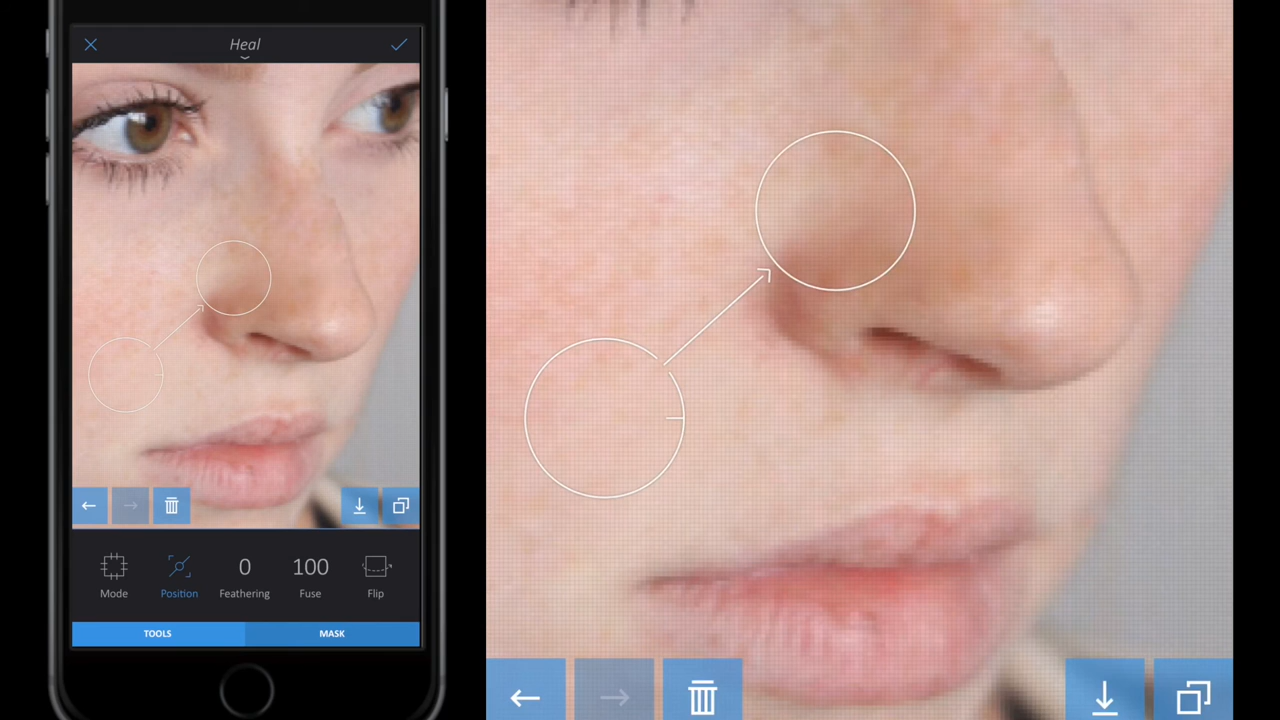 Heal
0
100
Mode
Position
Feathering
Fuse
Flip
TOOLS
MASK